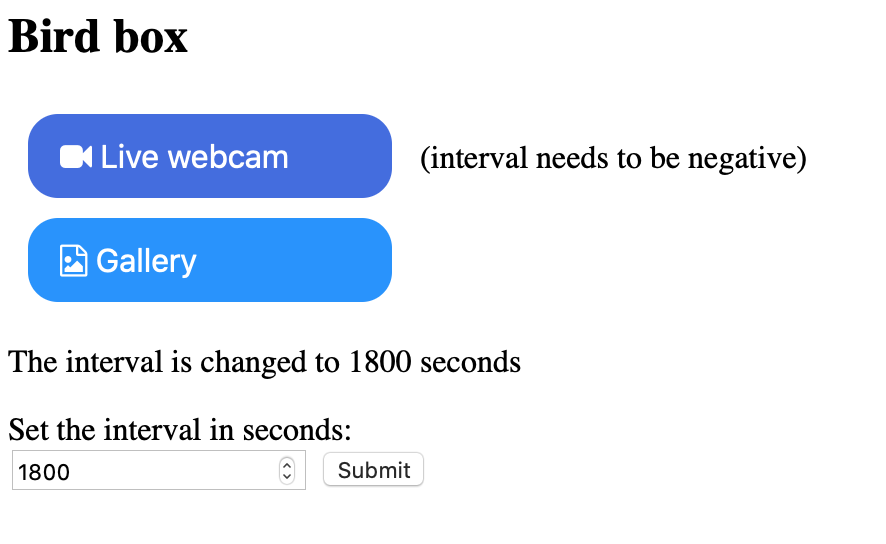 Bird box
Live webcam (interval needs to be negative)
Gallery
The interval is changed to 1800 seconds
Set the interval in seconds:
1800 Submit